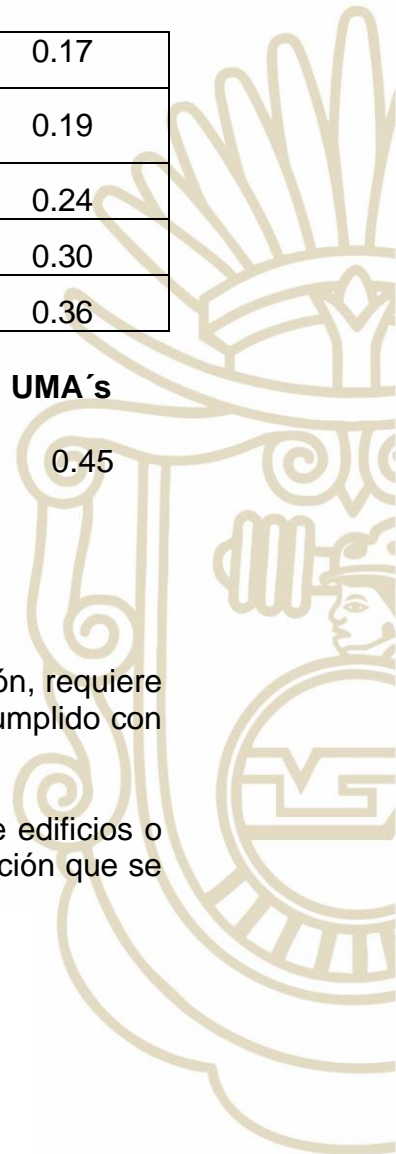 0.17
0.19
0.24
0.30
0.36
UMA´s
0.45
ón, requiere
umplido con
e edificios o
ción que se